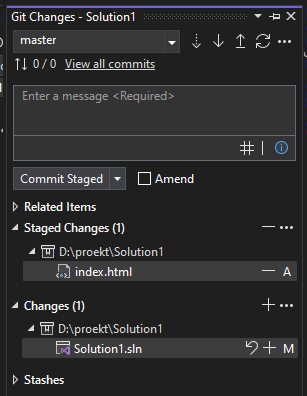 Git Changes - Solution1
master
0 / 0 View all commits
Enter a message <Required>
Commit Staged Amend
Related Items
Staged Changes (1)
D:\proekt\Solution1
index.html A
Changes (1)
D:\proekt\Solution1
Solution1.sln M
Stashes